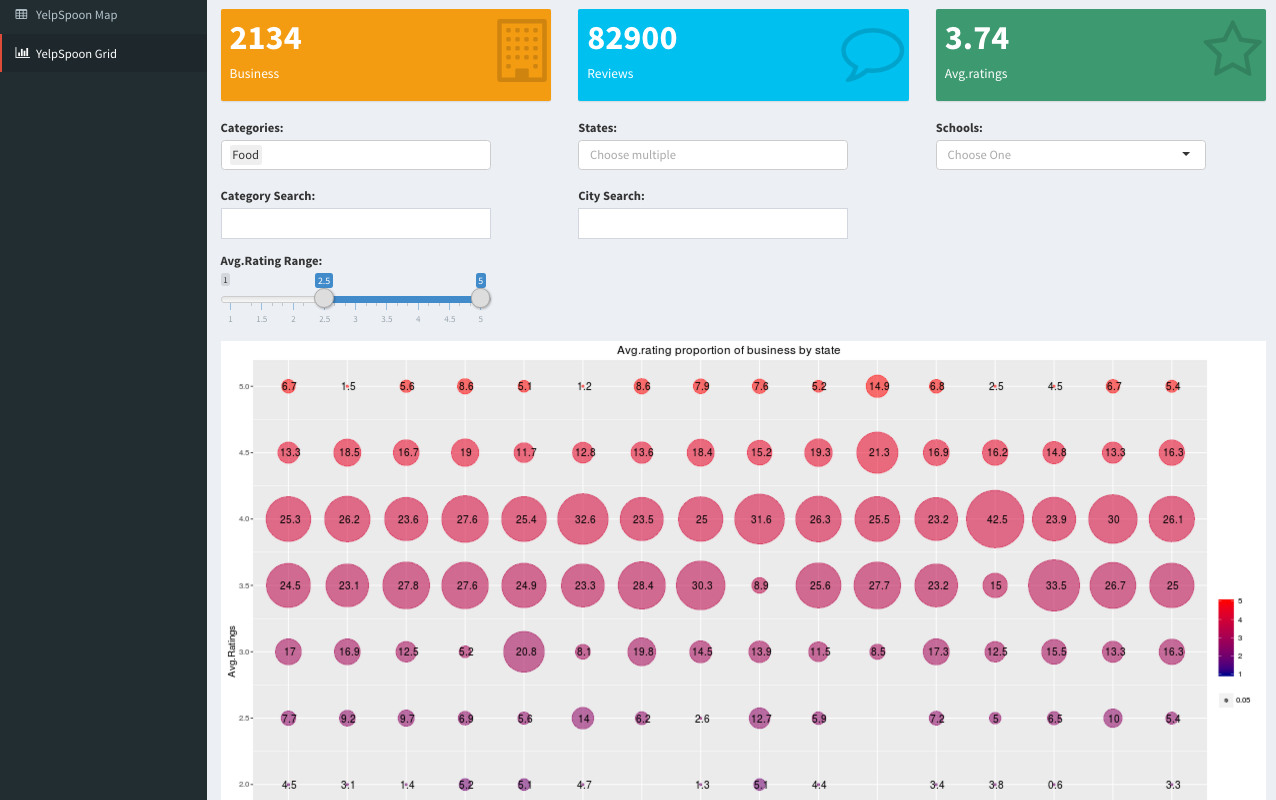 YelpSpoon Map
YelpSpoon Grid
2134
Business
82900
Reviews
3.74
Avg.ratings
Categories:
States:
Schools:
Food
Choose multiple
Choose One
Category Search:
City Search:
Avg.Rating Range:
1 2.5 5
1 1.5 2 2.5 3 3.5 4 4.5 5
Avg.rating proportion of business by state
5.0 6.7 1.5 5.6 8.6 5.1 1.2 8.6 7.9 7.6 5.2 14.9 6.8 2.5 4.5 6.7 5.4
4.5 13.3 18.5 16.7 19 11.7 12.8 13.6 18.4 15.2 19.3 21.3 16.9 16.2 14.8 13.3 16.3
4.0 25.3 26.2 23.6 27.6 25.4 32.6 23.5 25 31.6 26.3 25.5 23.2 42.5 23.9 30 26.1
3.5 24.5 23.1 27.8 27.6 24.9 23.3 28.4 30.3 8.9 25.6 27.7 23.2 15 33.5 26.7 25
3.0 17 16.9 12.5 5.2 20.8 8.1 19.8 14.5 13.9 11.5 8.5 17.3 12.5 15.5 13.3 16.3
2.5 7.7 9.2 9.7 6.9 5.6 14 6.2 2.6 12.7 5.9 7.2 5 6.5 10 5.4
2.0 4.5 3.1 1.4 5.2 5.1 4.7 1.3 5.1 4.4 3.4 3.8 0.6 3.3
Avg.Ratings
5
4
3
2
1
0.05